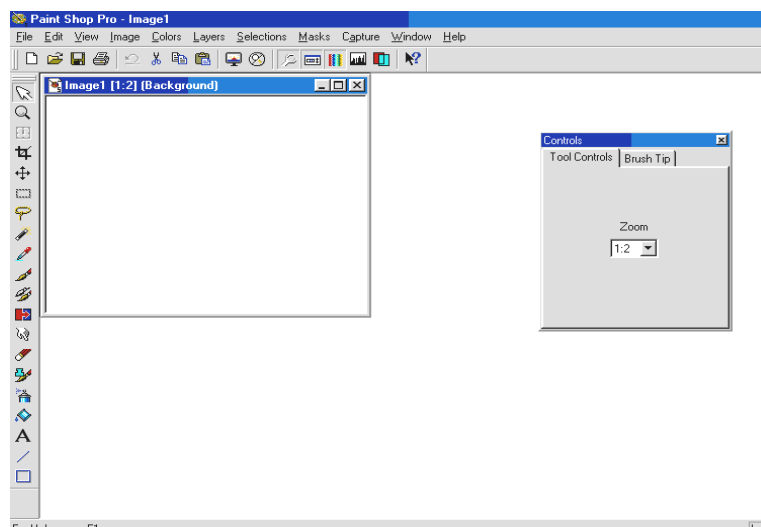 Paint Shop Pro - Image1
File Edit View Image Colors Layers Selections Masks Capture Window Help
Image1 [1:2] (Background)
Controls
Tool Controls Brush Tip
Zoom
1:2
A